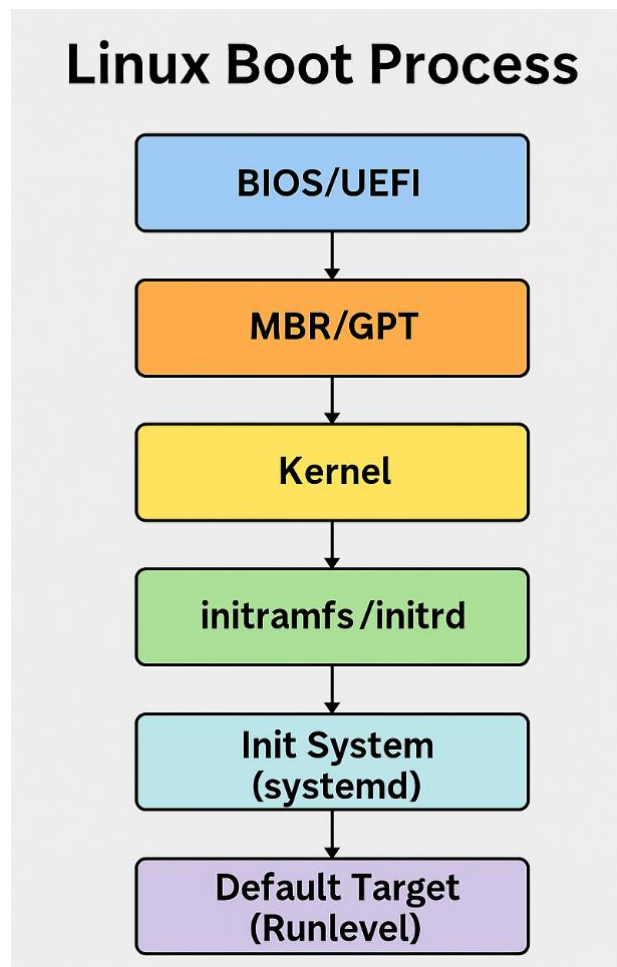 Linux Boot Process
BIOS/UEFI
MBR/GPT
Kernel
initramfs/initrd
Init System
(systemd)
Default Target
(Runlevel)